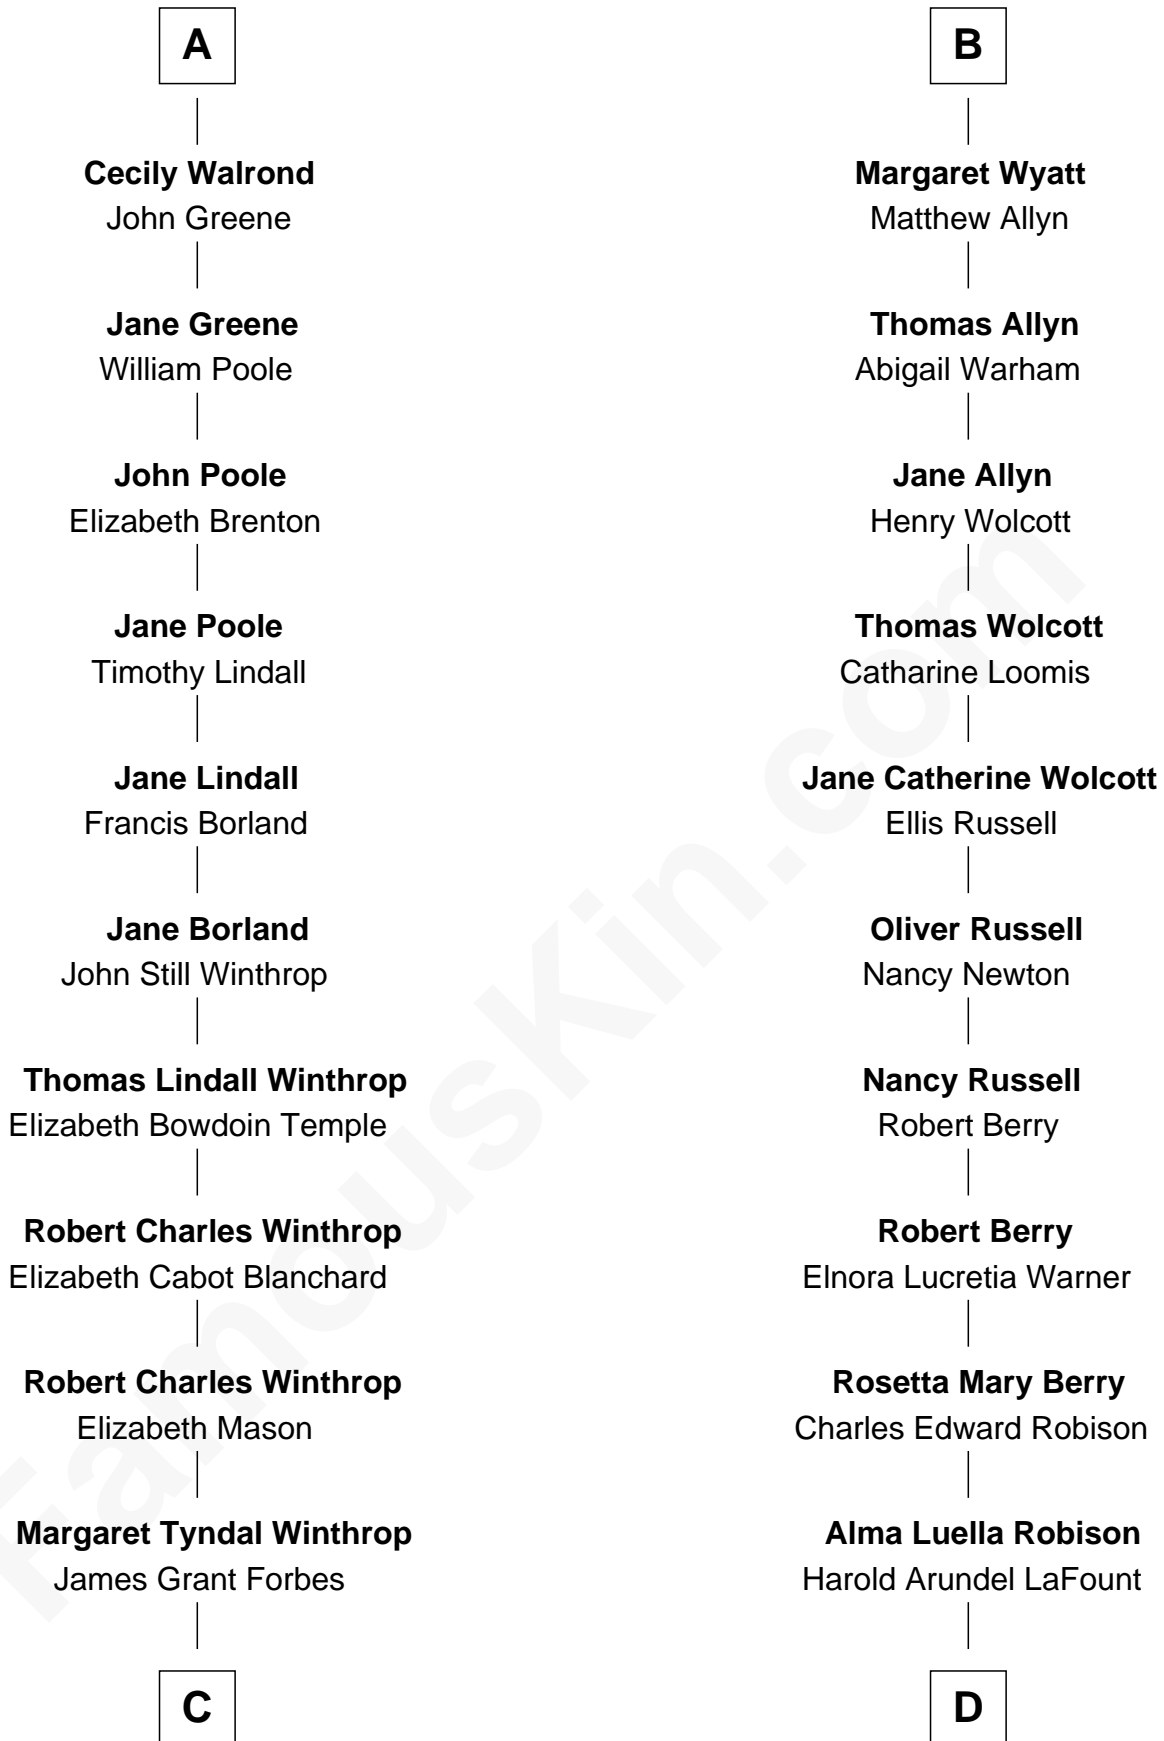 A
Cecily Walrond
John Greene
Jane Greene
William Poole
John Poole
Elizabeth Brenton
Jane Poole
Timothy Lindall
Jane Lindall
Francis Borland
Jane Borland
John Still Winthrop
Thomas Lindall Winthrop
Elizabeth Bowdoin Temple
Robert Charles Winthrop
Elizabeth Cabot Blanchard
Robert Charles Winthrop
Elizabeth Mason
Margaret Tyndal Winthrop
James Grant Forbes
C
B
Margaret Wyatt
Matthew Allyn
Thomas Allyn
Abigail Warham
Jane Allyn
Henry Wolcott
Thomas Wolcott
Catharine Loomis
Jane Catherine Wolcott
Ellis Russell
Oliver Russell
Nancy Newton
Nancy Russell
Robert Berry
Robert Berry
Elnora Lucretia Warner
Rosetta Mary Berry
Charles Edward Robison
Alma Luella Robison
Harold Arundel LaFount
D
FamousKin.com